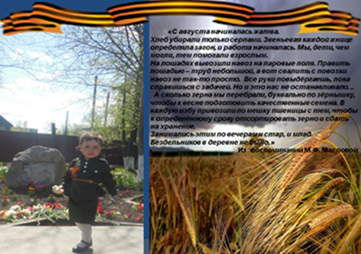 «С августа начиналась жатва.
Хлеб убирали только серпами. Звеньевая каждой жнице
определяла загон, и работа начиналась. Мы, дети, чем
могли, тем помогали взрослым.
На лошадях вывозили навоз на паровые поля. Править
лошадью – труд небольшой, а вот свалить с повозки
навоз не так-то просто. Все руки повыдёргаешь, пока
справишься с задачей. Но и это нас не останавливало.
А сколько зерна мы перебрали, буквально по зёрнышку,
чтобы к весне подготовить качественные семена. В
каждую избу привозили по мешку пшеницы с тем, чтобы
к определённому сроку отсортировать зерно и сдать
на хранение.
Занимались этим по вечерам и стар, и млад.
Бездельников в деревне не было.»
Из воспоминаний М.Ф. Масловой